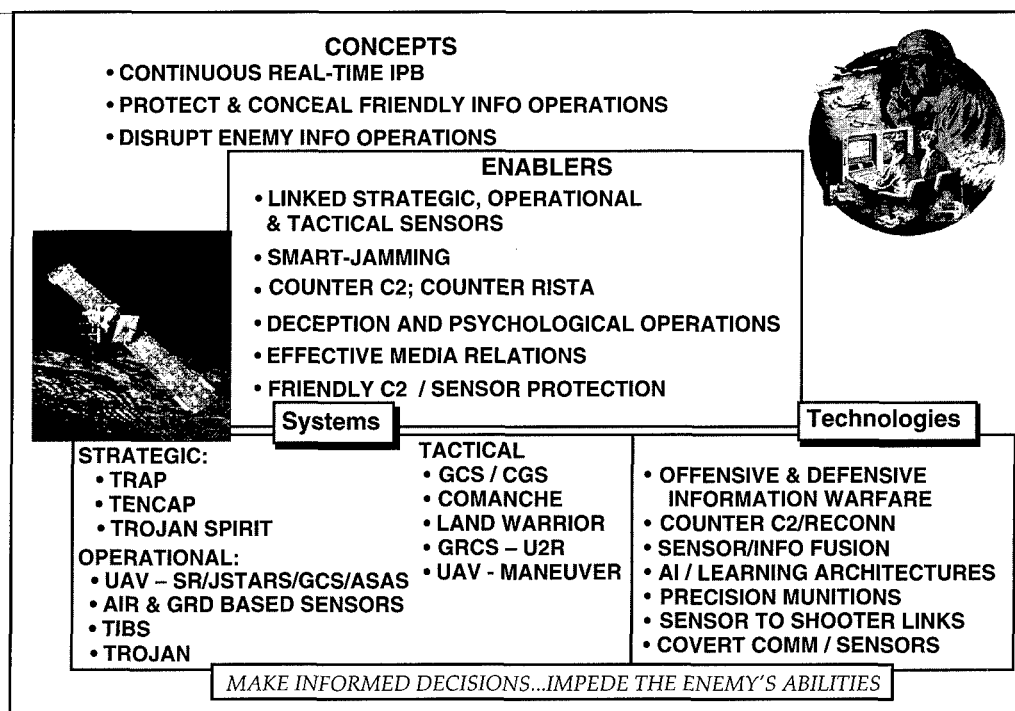 CONCEPTS
• CONTINUOUS REAL-TIME IPB
• PROTECT & CONCEAL FRIENDLY INFO OPERATIONS
• DISRUPT ENEMY INFO OPERATIONS
ENABLERS
• LINKED STRATEGIC, OPERATIONAL
& TACTICAL SENSORS
• SMART-JAMMING
• COUNTER C2; COUNTER RISTA
• DECEPTION AND PSYCHOLOGICAL OPERATIONS
• EFFECTIVE MEDIA RELATIONS
• FRIENDLY C2 / SENSOR PROTECTION
Systems
STRATEGIC:
• TRAP
• TENCAP
• TROJAN SPIRIT
OPERATIONAL:
• UAV – SR/JSTARS/GCS/ASAS
• AIR & GRD BASED SENSORS
• TIBS
• TROJAN
TACTICAL
• GCS / CGS
• COMANCHE
• LAND WARRIOR
• GRCS – U2R
• UAV - MANEUVER
Technologies
• OFFENSIVE & DEFENSIVE
INFORMATION WARFARE
• COUNTER C2/RECONN
• SENSOR/INFO FUSION
• AI / LEARNING ARCHITECTURES
• PRECISION MUNITIONS
• SENSOR TO SHOOTER LINKS
• COVERT COMM / SENSORS
MAKE INFORMED DECISIONS...IMPEDE THE ENEMY'S ABILITIES